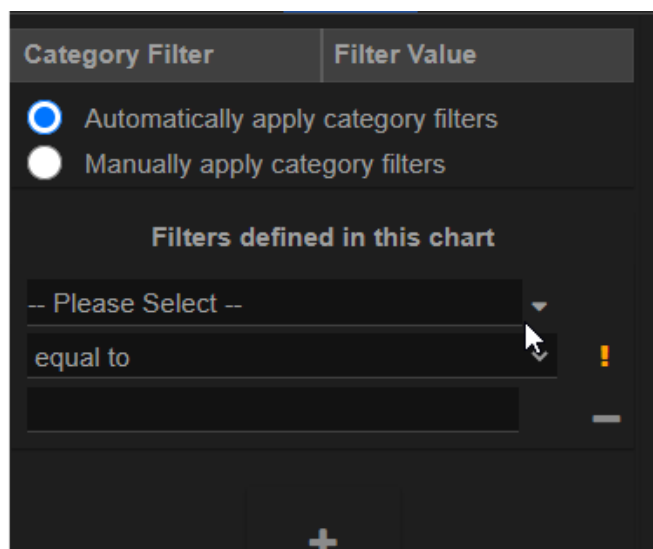 Category Filter Filter Value
Automatically apply category filters
Manually apply category filters
Filters defined in this chart
-- Please Select --
equal to
!